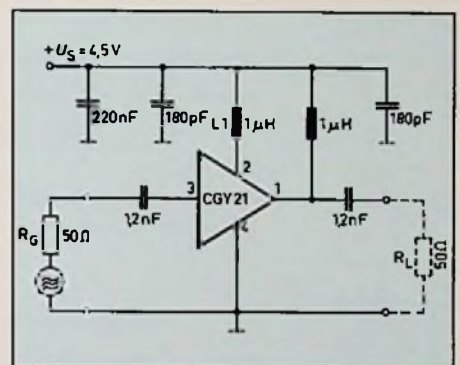 +U_S = 4,5V
220nF
180pF
L1
1µH
1µH
180pF
2
3
CGY21
1
4
1,2nF
1,2nF
R_G
50Ω
R_L
50Ω